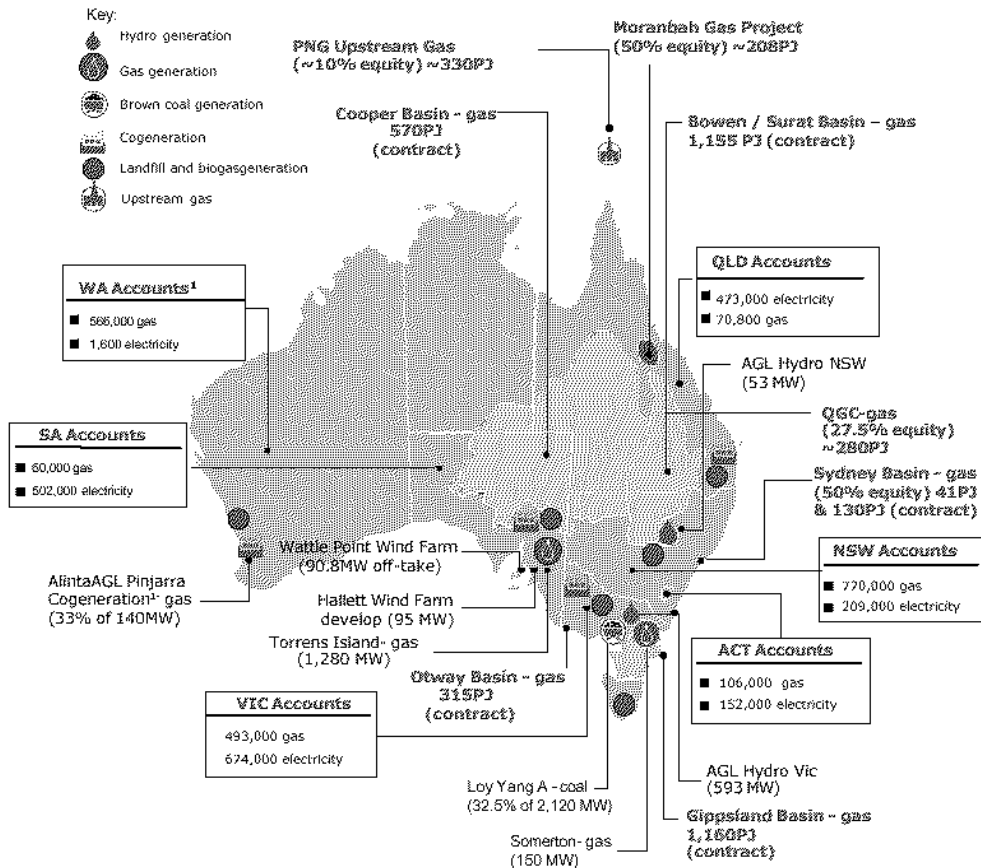 Key:
Hydro generation
Gas generation
Brown coal generation
Cogeneration
Landfill and biogasgeneration
Upstream gas
PNG Upstream Gas
(~10% equity) ~330PJ
Moranbah Gas Project
(50% equity) ~208PJ
Cooper Basin - gas
570PJ
(contract)
Bowen / Surat Basin - gas
1,155 PJ (contract)
WA Accounts¹
566,000 gas
1,600 electricity
QLD Accounts
473,000 electricity
70,800 gas
AGL Hydro NSW
(53 MW)
SA Accounts
60,000 gas
502,000 electricity
QGC-gas
(27.5% equity)
~280PJ
Sydney Basin - gas
(50% equity) 41PJ
& 130PJ (contract)
AlintaAGL Pinjarra
Cogeneration¹- gas
(33% of 140MW)
Wattle Point Wind Farm
(90.8MW off-take)
Hallett Wind Farm
develop (95 MW)
Torrens Island- gas
(1,280 MW)
NSW Accounts
770,000 gas
209,000 electricity
Otway Basin - gas
315PJ
(contract)
ACT Accounts
106,000 gas
152,000 electricity
VIC Accounts
493,000 gas
674,000 electricity
Loy Yang A - coal
(32.5% of 2,120 MW)
AGL Hydro Vic
(593 MW)
Somerton- gas
(150 MW)
Gippsland Basin - gas
1,160PJ
(contract)